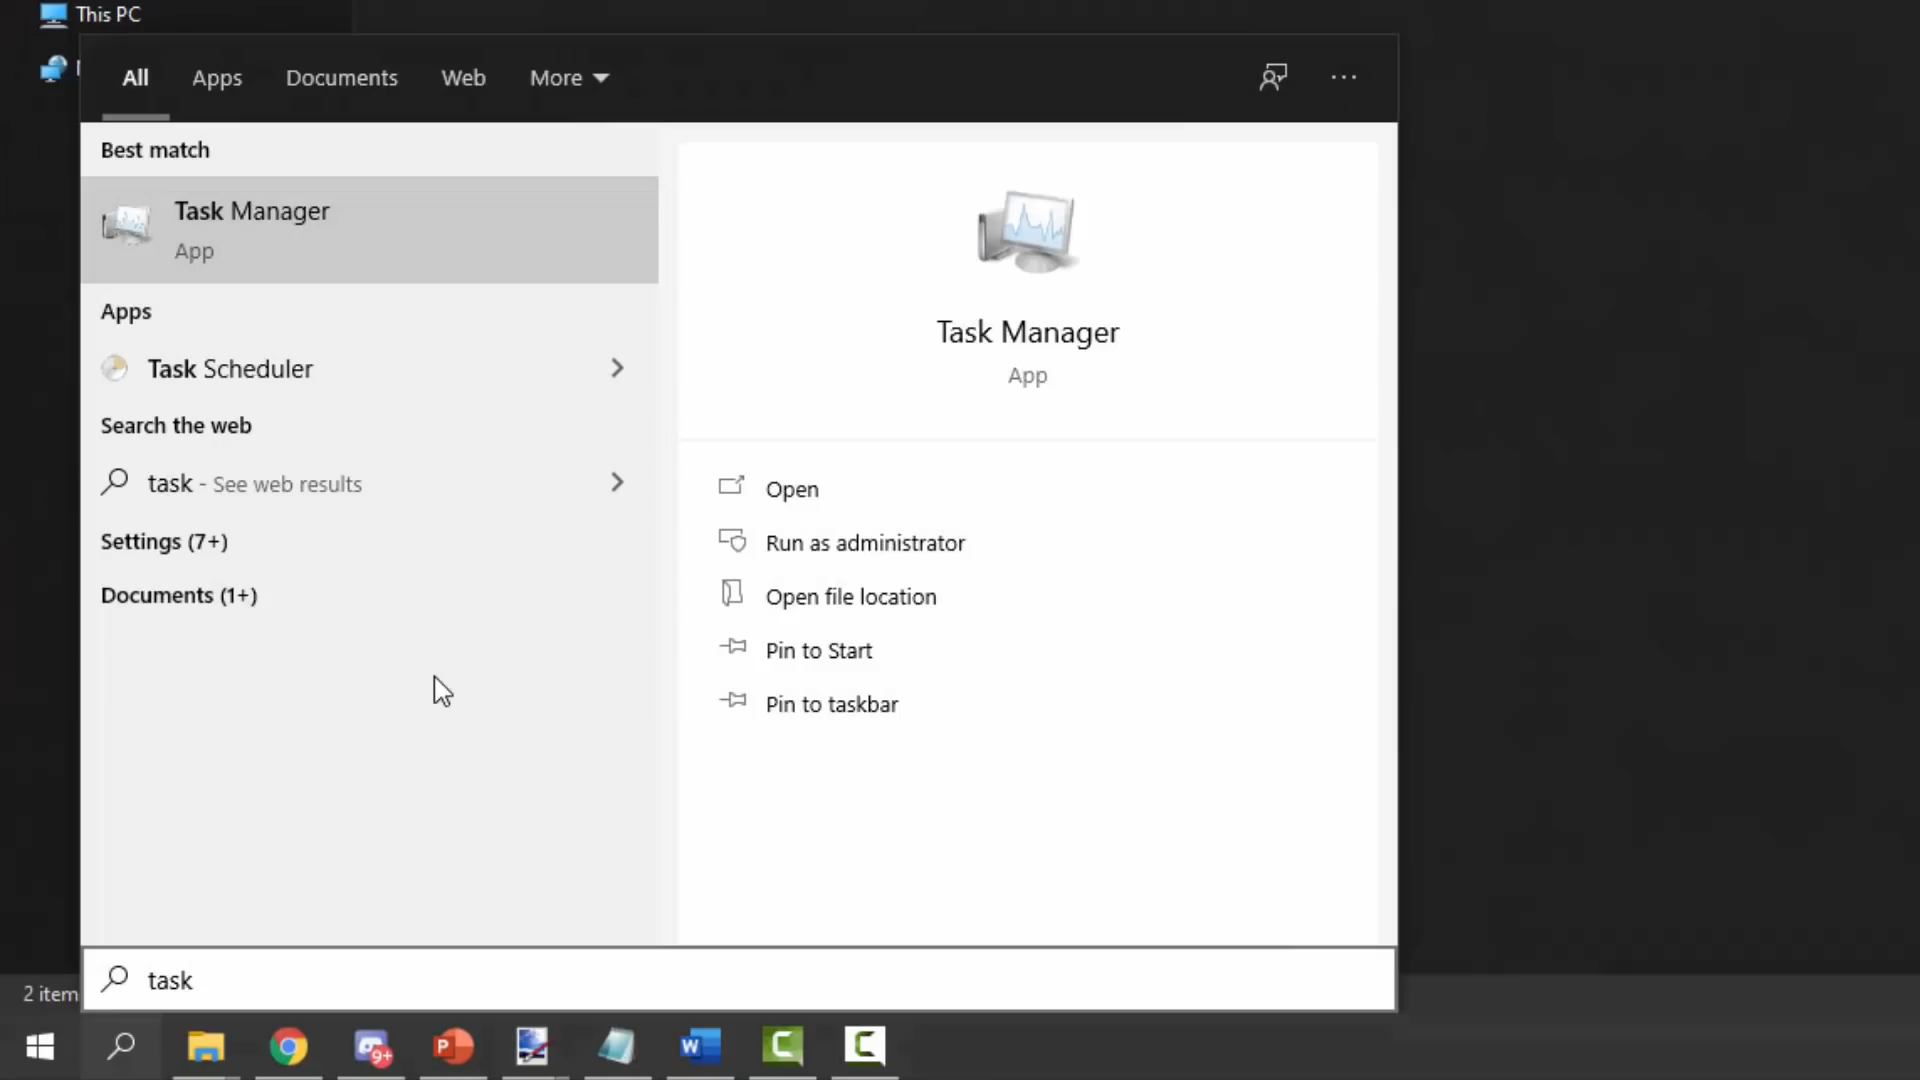 This PC
All Apps Documents Web More
Best match
Task Manager
App
Apps
Task Scheduler
Search the web
task - See web results
Settings (7+)
Documents (1+)
Task Manager
App
Open
Run as administrator
Open file location
Pin to Start
Pin to taskbar
task
2 item
9+